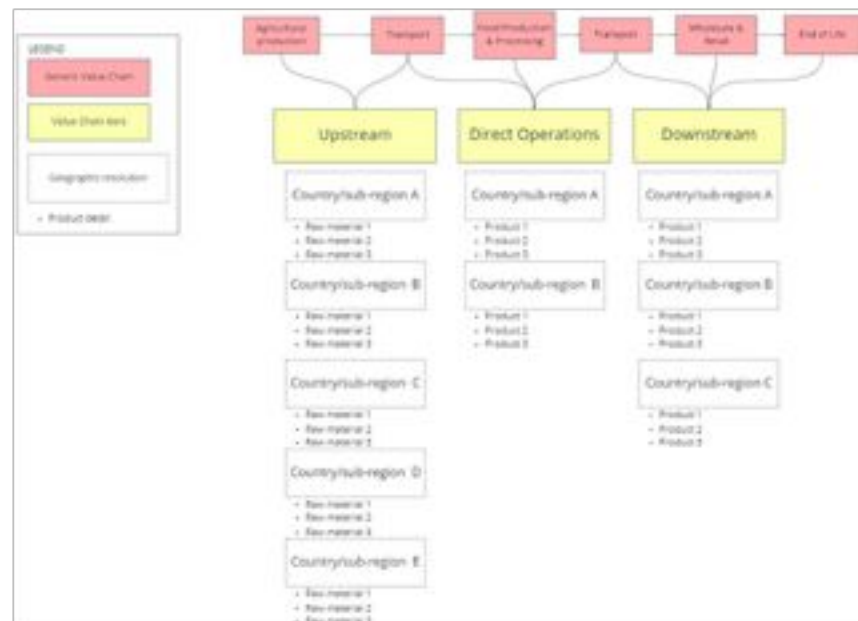 Agricultural
production
Transport
Food Production
& Processing
Transport
Wholesale &
Retail
End of Life
LEGEND
Generic Value Chain
Value Chain tiers
Geographic resolution
• Product detail
Upstream
Country/sub-region A
• Raw material 1
• Raw material 2
• Raw material 3
Country/sub-region B
• Raw material 1
• Raw material 2
• Raw material 3
Country/sub-region C
• Raw material 1
• Raw material 2
• Raw material 3
Country/sub-region D
• Raw material 1
• Raw material 2
• Raw material 3
Country/sub-region E
• Raw material 1
• Raw material 2
• Raw material 3
Direct Operations
Country/sub-region A
• Product 1
• Product 2
• Product 3
Country/sub-region B
• Product 1
• Product 2
• Product 3
Downstream
Country/sub-region A
• Product 1
• Product 2
• Product 3
Country/sub-region B
• Product 1
• Product 2
• Product 3
Country/sub-region C
• Product 1
• Product 2
• Product 3